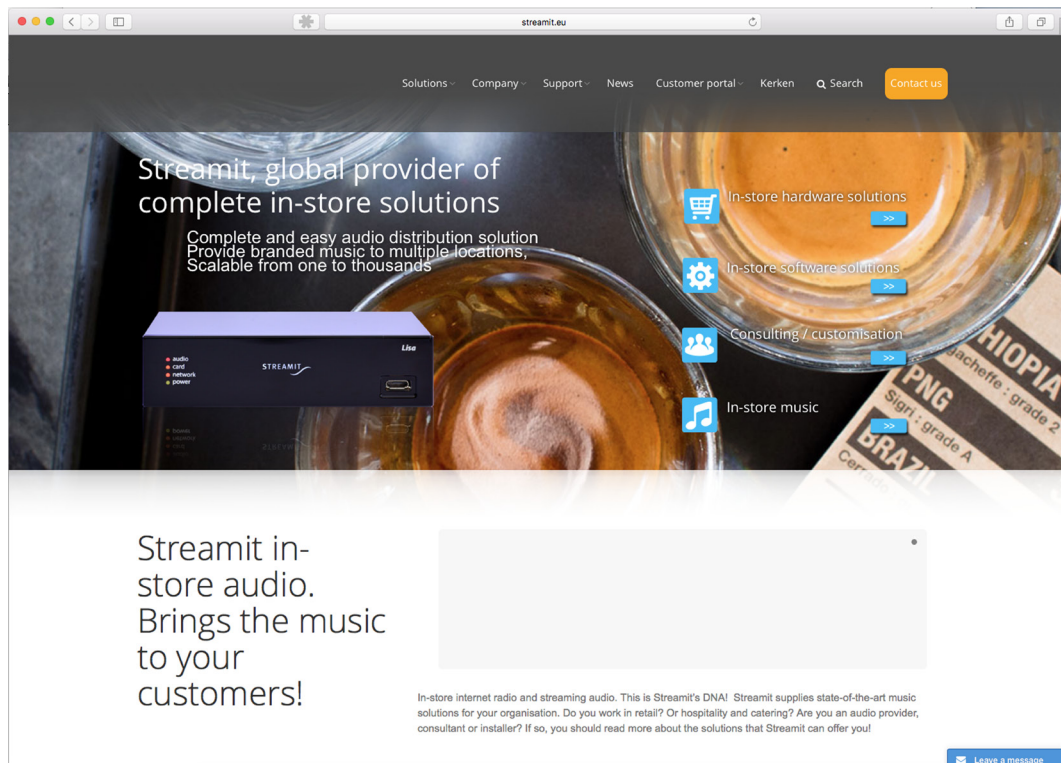 streamit.eu
Solutions Company Support News Customer portal Kerken Search Contact us
Streamit, global provider of
complete in-store solutions
Complete and easy audio distribution solution
Provide branded music to multiple locations,
Scalable from one to thousands
In-store hardware solutions
>>
In-store software solutions
>>
Consulting / customisation
>>
In-store music
>>
Lisa
audio
card
network
power
STREAMIT
HIOPIA
gacheffe : grade 2
PNG
Sigri : grade A
BRAZIL
Cerrado
Streamit in-
store audio.
Brings the music
to your
customers!
In-store internet radio and streaming audio. This is Streamit's DNA! Streamit supplies state-of-the-art music
solutions for your organisation. Do you work in retail? Or hospitality and catering? Are you an audio provider,
consultant or installer? If so, you should read more about the solutions that Streamit can offer you!
Leave a message